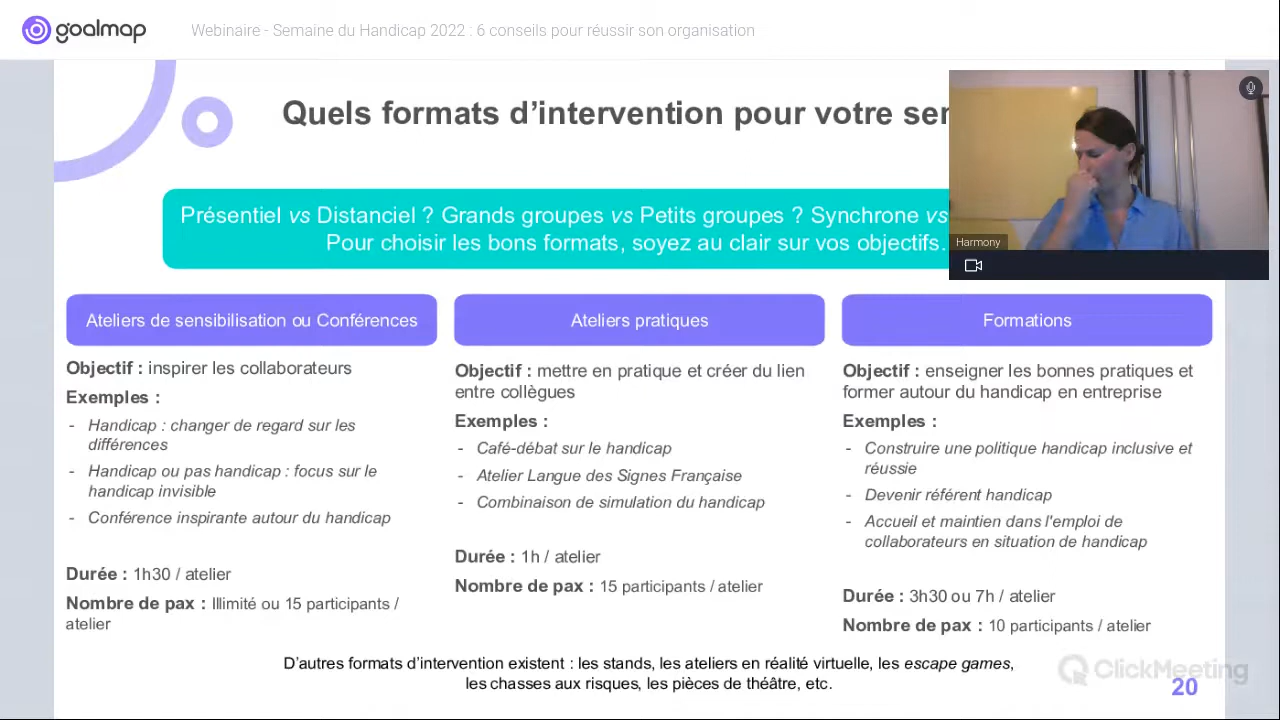 goalmap
Webinaire - Semaine du Handicap 2022 : 6 conseils pour réussir son organisation
Quels formats d'intervention pour votre
Présentiel vs Distanciel ? Grands groupes vs Petits groupes ? Synchrone vs
Pour choisir les bons formats, soyez au clair sur vos objectifs.
Harmony
Ateliers de sensibilisation ou Conférences
Objectif : inspirer les collaborateurs
Exemples :
- Handicap : changer de regard sur les
différences
- Handicap ou pas handicap : focus sur le
handicap invisible
- Conférence inspirante autour du handicap
Durée : 1h30 / atelier
Nombre de pax : Illimité ou 15 participants /
atelier
Ateliers pratiques
Objectif : mettre en pratique et créer du lien
entre collègues
Exemples :
- Café-débat sur le handicap
- Atelier Langue des Signes Française
- Combinaison de simulation du handicap
Durée : 1h / atelier
Nombre de pax : 15 participants / atelier
Formations
Objectif : enseigner les bonnes pratiques et
former autour du handicap en entreprise
Exemples :
- Construire une politique handicap inclusive et
réussie
- Devenir référent handicap
- Accueil et maintien dans l'emploi de
collaborateurs en situation de handicap
Durée : 3h30 ou 7h / atelier
Nombre de pax : 10 participants / atelier
D'autres formats d'intervention existent : les stands, les ateliers en réalité virtuelle, les escape games,
les chasses aux risques, les pièces de théâtre, etc.
ClickMeeting
20